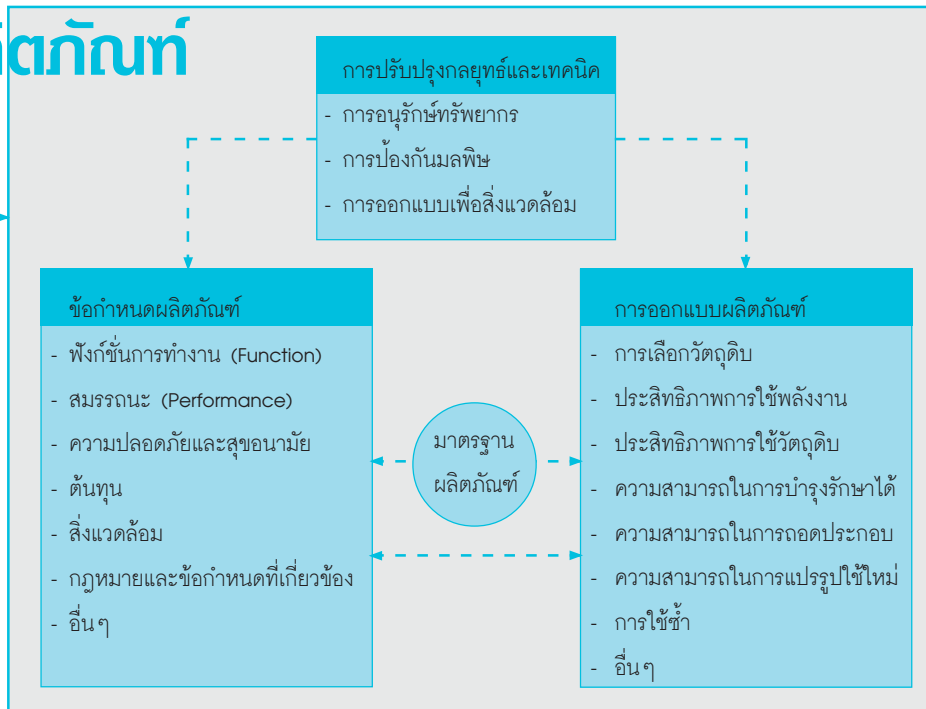 ตภัณฑ์
การปรับปรุงกลยุทธ์และเทคนิค
- การอนุรักษ์ทรัพยากร
- การป้องกันมลพิษ
- การออกแบบเพื่อสิ่งแวดล้อม
ข้อกำหนดผลิตภัณฑ์
- ฟังก์ชั่นการทำงาน (Function)
- สมรรถนะ (Performance)
- ความปลอดภัยและสุขอนามัย
- ต้นทุน
- สิ่งแวดล้อม
- กฎหมายและข้อกำหนดที่เกี่ยวข้อง
- อื่นๆ
มาตรฐาน
ผลิตภัณฑ์
การออกแบบผลิตภัณฑ์
- การเลือกวัตถุดิบ
- ประสิทธิภาพการใช้พลังงาน
- ประสิทธิภาพการใช้วัตถุดิบ
- ความสามารถในการบำรุงรักษาได้
- ความสามารถในการถอดประกอบ
- ความสามารถในการแปรรูปใช้ใหม่
- การใช้ซ้ำ
- อื่นๆ